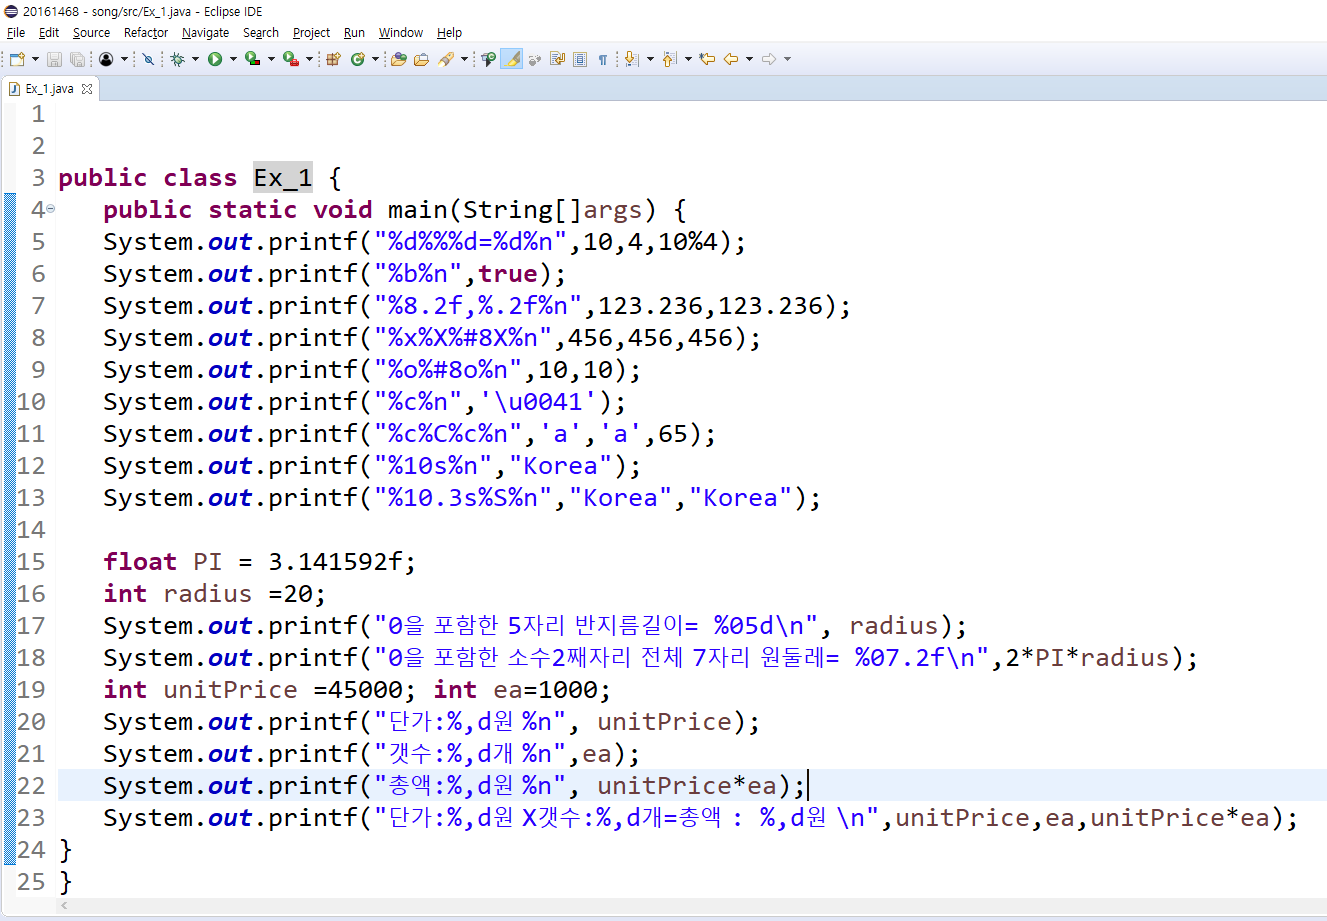 20161468 - song/src/Ex_1.java - Eclipse IDE
File Edit Source Refactor Navigate Search Project Run Window Help
Ex_1.java
1
2
3 public class Ex_1 {
4 public static void main(String[]args) {
5 System.out.printf("%d%%%d=%d%n",10,4,10%4);
6 System.out.printf("%b%n",true);
7 System.out.printf("%8.2f,%.2f%n",123.236,123.236);
8 System.out.printf("%x%X%#8X%n",456,456,456);
9 System.out.printf("%o%#8o%n",10,10);
10 System.out.printf("%c%n",'\u0041');
11 System.out.printf("%c%C%c%n",'a','a',65);
12 System.out.printf("%10s%n","Korea");
13 System.out.printf("%10.3s%S%n","Korea","Korea");
14
15 float PI = 3.141592f;
16 int radius =20;
17 System.out.printf("0을 포함한 5자리 반지름길이= %05d\n", radius);
18 System.out.printf("0을 포함한 소수2째자리 전체 7자리 원둘레= %07.2f\n",2*PI*radius);
19 int unitPrice =45000; int ea=1000;
20 System.out.printf("단가:%,d원 %n", unitPrice);
21 System.out.printf("갯수:%,d개 %n",ea);
22 System.out.printf("총액:%,d원 %n", unitPrice*ea);
23 System.out.printf("단가:%,d원 X갯수:%,d개=총액 : %,d원 \n",unitPrice,ea,unitPrice*ea);
24 }
25 }